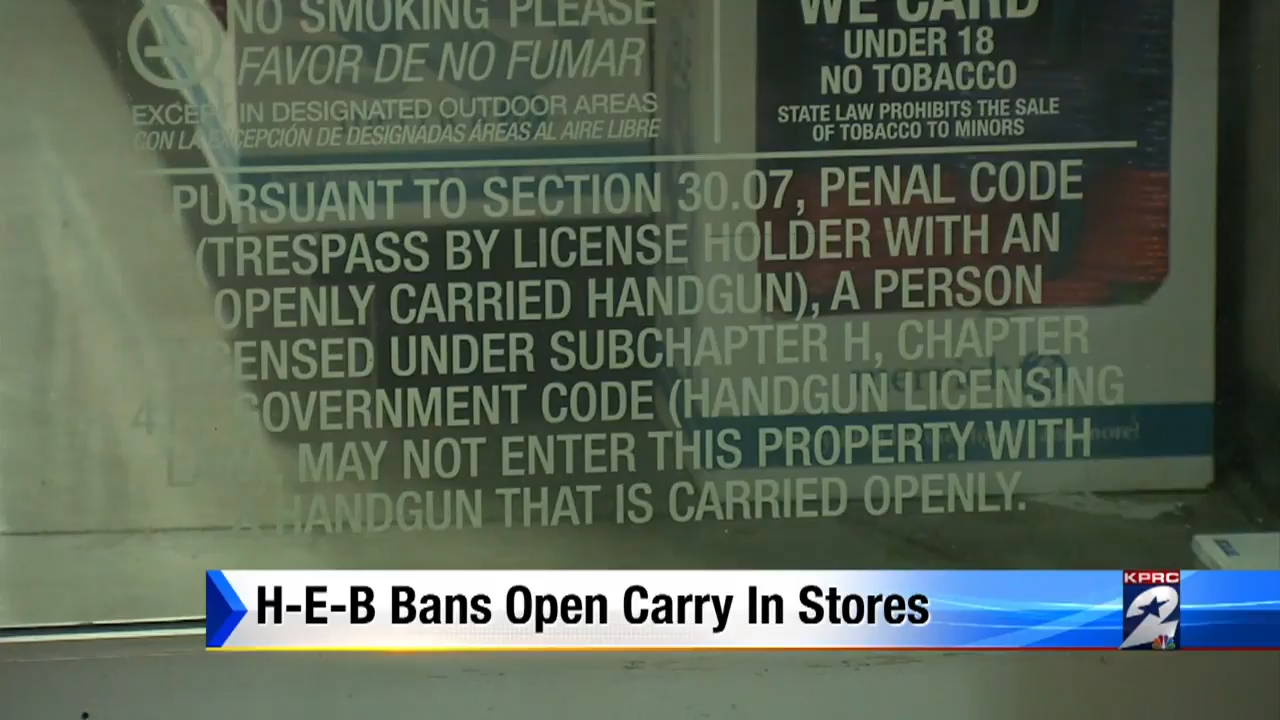 NO SMOKING PLEASE
FAVOR DE NO FUMAR
EXCEP IN DESIGNATED OUTDOOR AREAS
CON LA EXCEPCIÓN DE DESIGNADAS ÁREAS AL AIRE LIBRE
WE CARD
UNDER 18
NO TOBACCO
STATE LAW PROHIBITS THE SALE
OF TOBACCO TO MINORS
PURSUANT TO SECTION 30.07, PENAL CODE
(TRESPASS BY LICENSE HOLDER WITH AN
OPENLY CARRIED HANDGUN), A PERSON
CENSED UNDER SUBCHAPTER H, CHAPTER
4 GOVERNMENT CODE (HANDGUN LICENSING
MAY NOT ENTER THIS PROPERTY WITH
A HANDGUN THAT IS CARRIED OPENLY.
more!
H-E-B Bans Open Carry In Stores
KPRC
2